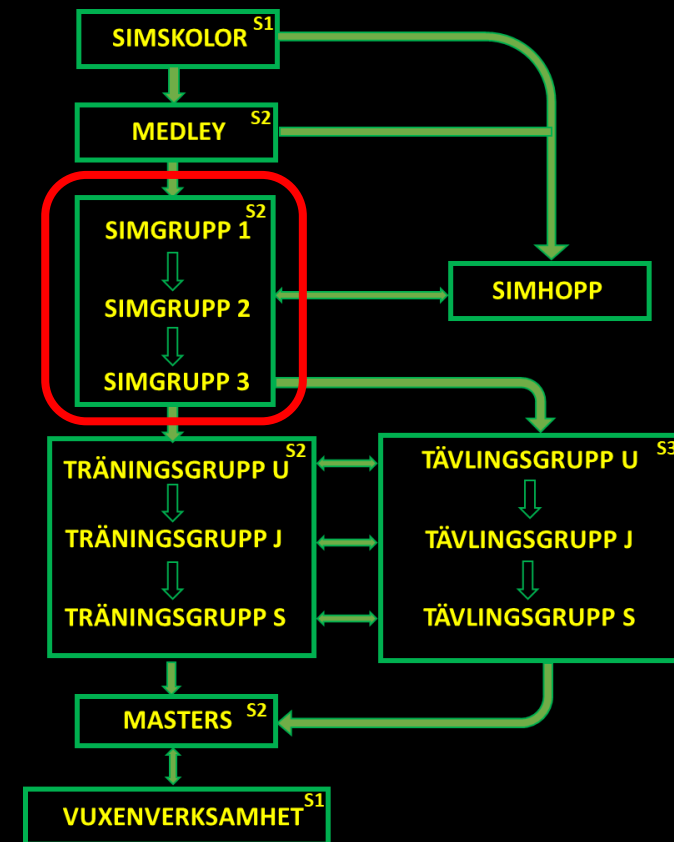 SIMSKOLOR S1
MEDLEY S2
S2
SIMGRUPP 1
SIMGRUPP 2
SIMGRUPP 3
SIMHOPP
S2
TRÄNINGSGRUPP U
TRÄNINGSGRUPP J
TRÄNINGSGRUPP S
S3
TÄVLINGSGRUPP U
TÄVLINGSGRUPP J
TÄVLINGSGRUPP S
MASTERS S2
VUXENVERKSAMHET S1